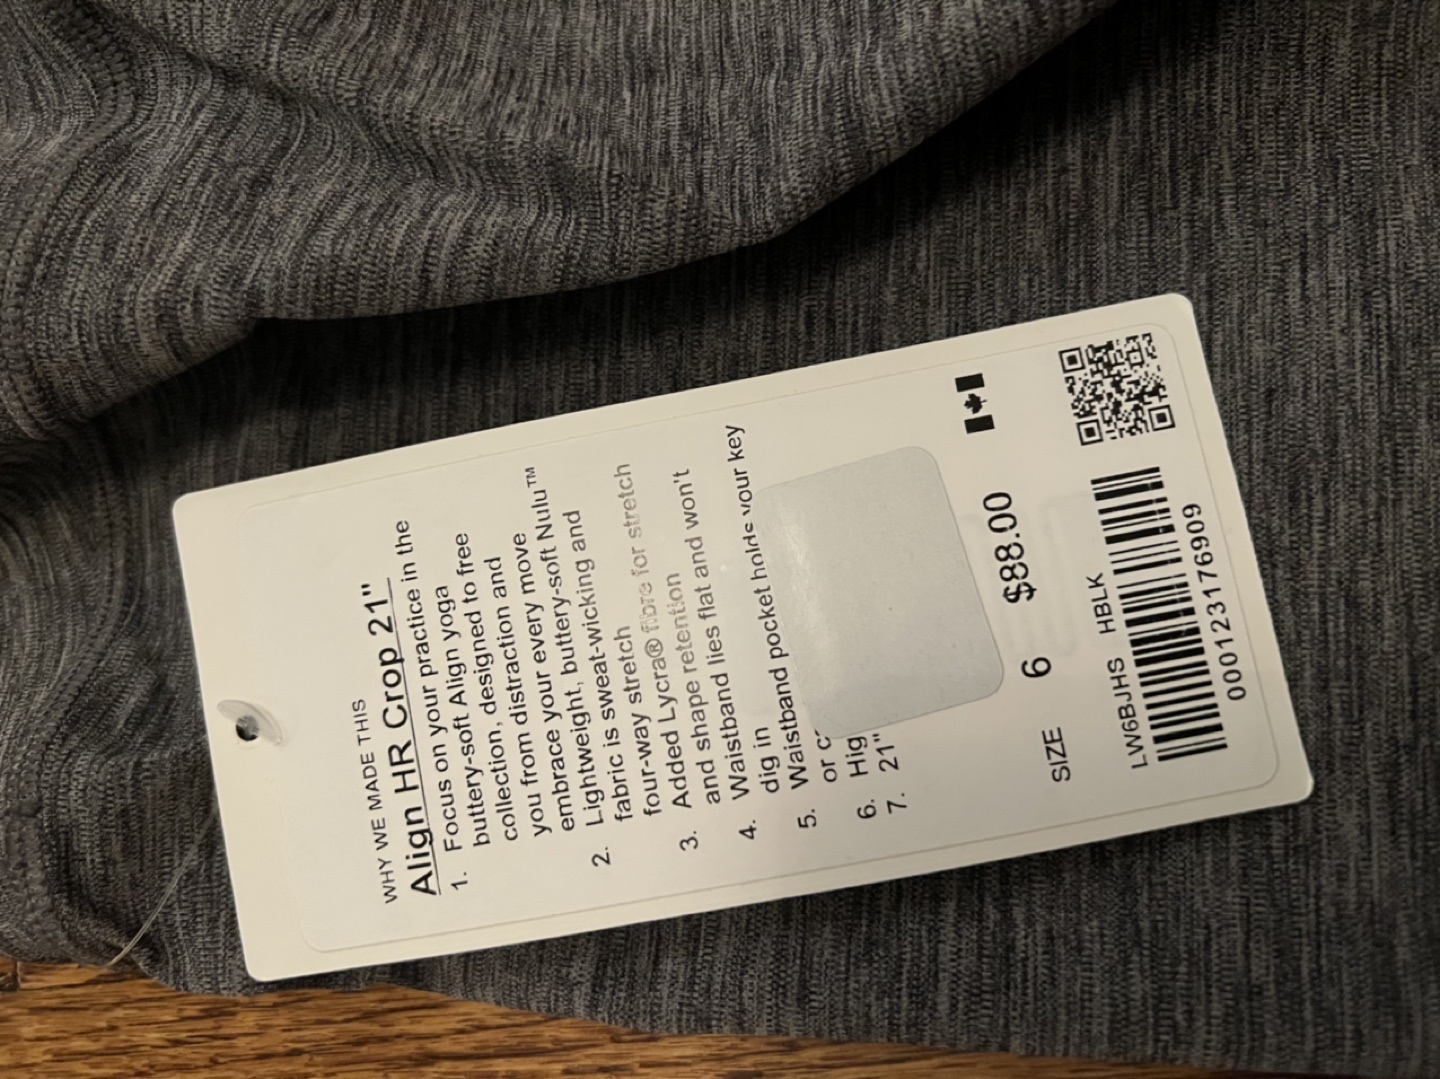 WHY WE MADE THIS
Align HR Crop 21"
1. Focus on your practice in the
buttery-soft Align yoga
collection, designed to free
you from distraction and
embrace your every move
2. Lightweight, buttery-soft Nulu™
fabric is sweat-wicking and
four-way stretch
3. Added Lycra® fibre for stretch
and shape retention
4. Waistband lies flat and won't
dig in
5. Waistband pocket holds your key
or
6.
7. 21"
SIZE 6 $88.00
LW6BJHS HBLK
000123176909